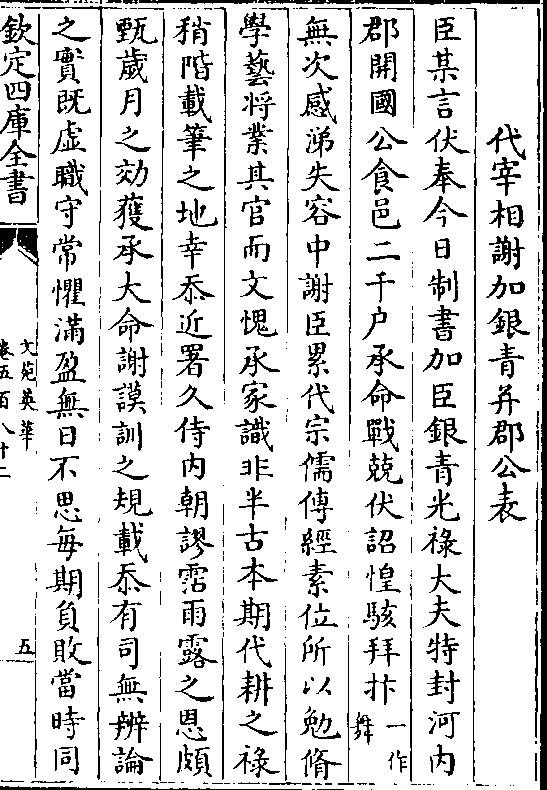 代宰相謝加銀青并郡公表
臣某言伏奉今日制書加臣銀青光祿大夫特封河内
郡開國公食邑二千户承命戰兢伏詔惶駭拜抃一作舞
無次感涕失容中謝臣累代宗儒傳經素位所以勉脩
學藝将業其官而文愧承家識非半古本期代耕之祿
稍階載筆之地幸忝近署久侍内朝謬霑雨露之恩頗
甄歲月之効獲承大命謝謨訓之規載忝有司無辨論
之實既虚職守常懼滿盈無日不思每期負敗當時同
欽定四庫全書
文苑英華
卷五百八十二
五